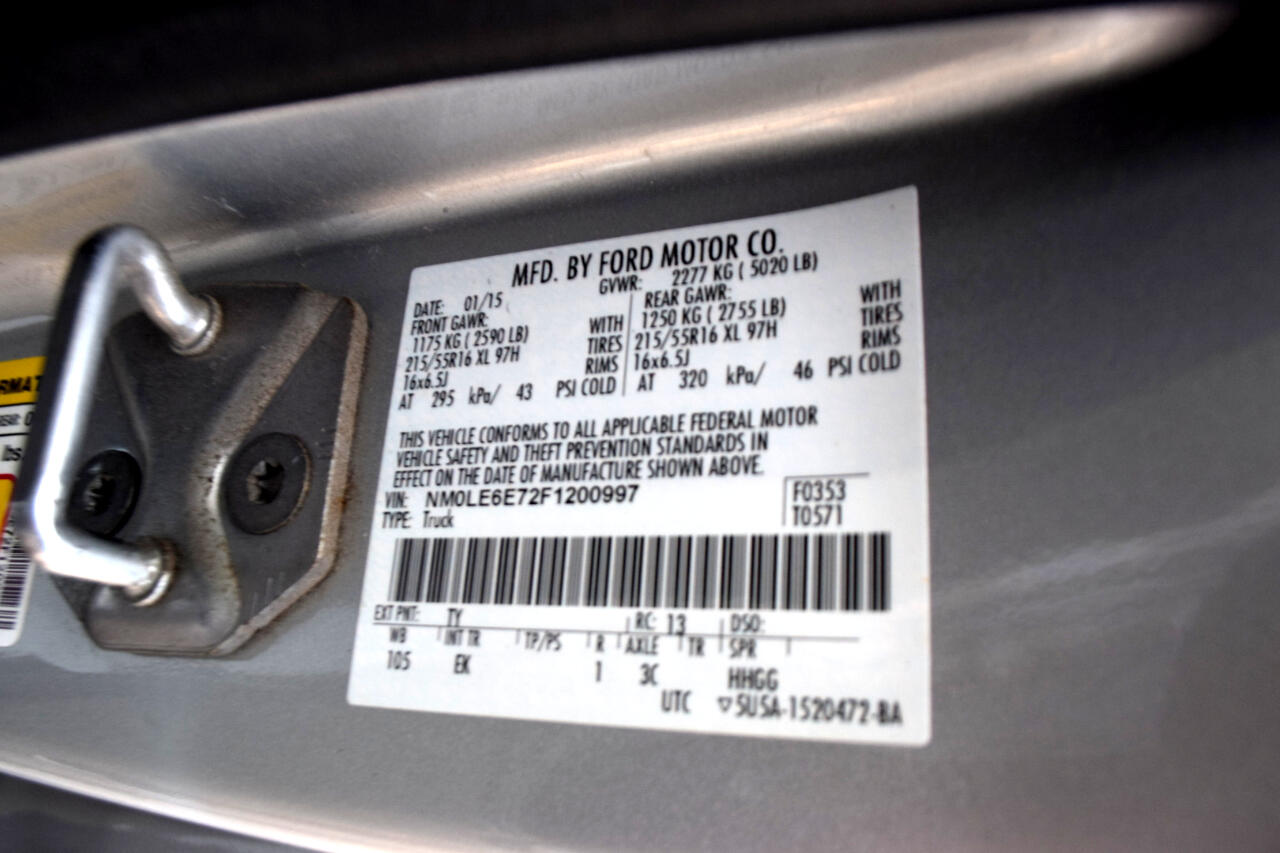 MFD. BY FORD MOTOR CO.
DATE: 01/15 GVWR: 2277 KG ( 5020 LB)
FRONT GAWR: REAR GAWR:
1175 KG ( 2590 LB) WITH 1250 KG ( 2755 LB) WITH
215/55R16 XL 97H TIRES 215/55R16 XL 97H TIRES
16x6.5J RIMS 16x6.5J RIMS
AT 295 kPa/ 43 PSI COLD AT 320 kPa/ 46 PSI COLD
THIS VEHICLE CONFORMS TO ALL APPLICABLE FEDERAL MOTOR
VEHICLE SAFETY AND THEFT PREVENTION STANDARDS IN
EFFECT ON THE DATE OF MANUFACTURE SHOWN ABOVE.
VIN: NM0LE6E72F1200997 F0353
TYPE: Truck T0571
EXT PNT: TY RC: 13 DSO:
WB INT TR TP/PS R AXLE TR SPR
105 EK 1 3C HHGG
UTC ▽5U5A-1520472-BA
RMAT
lbs